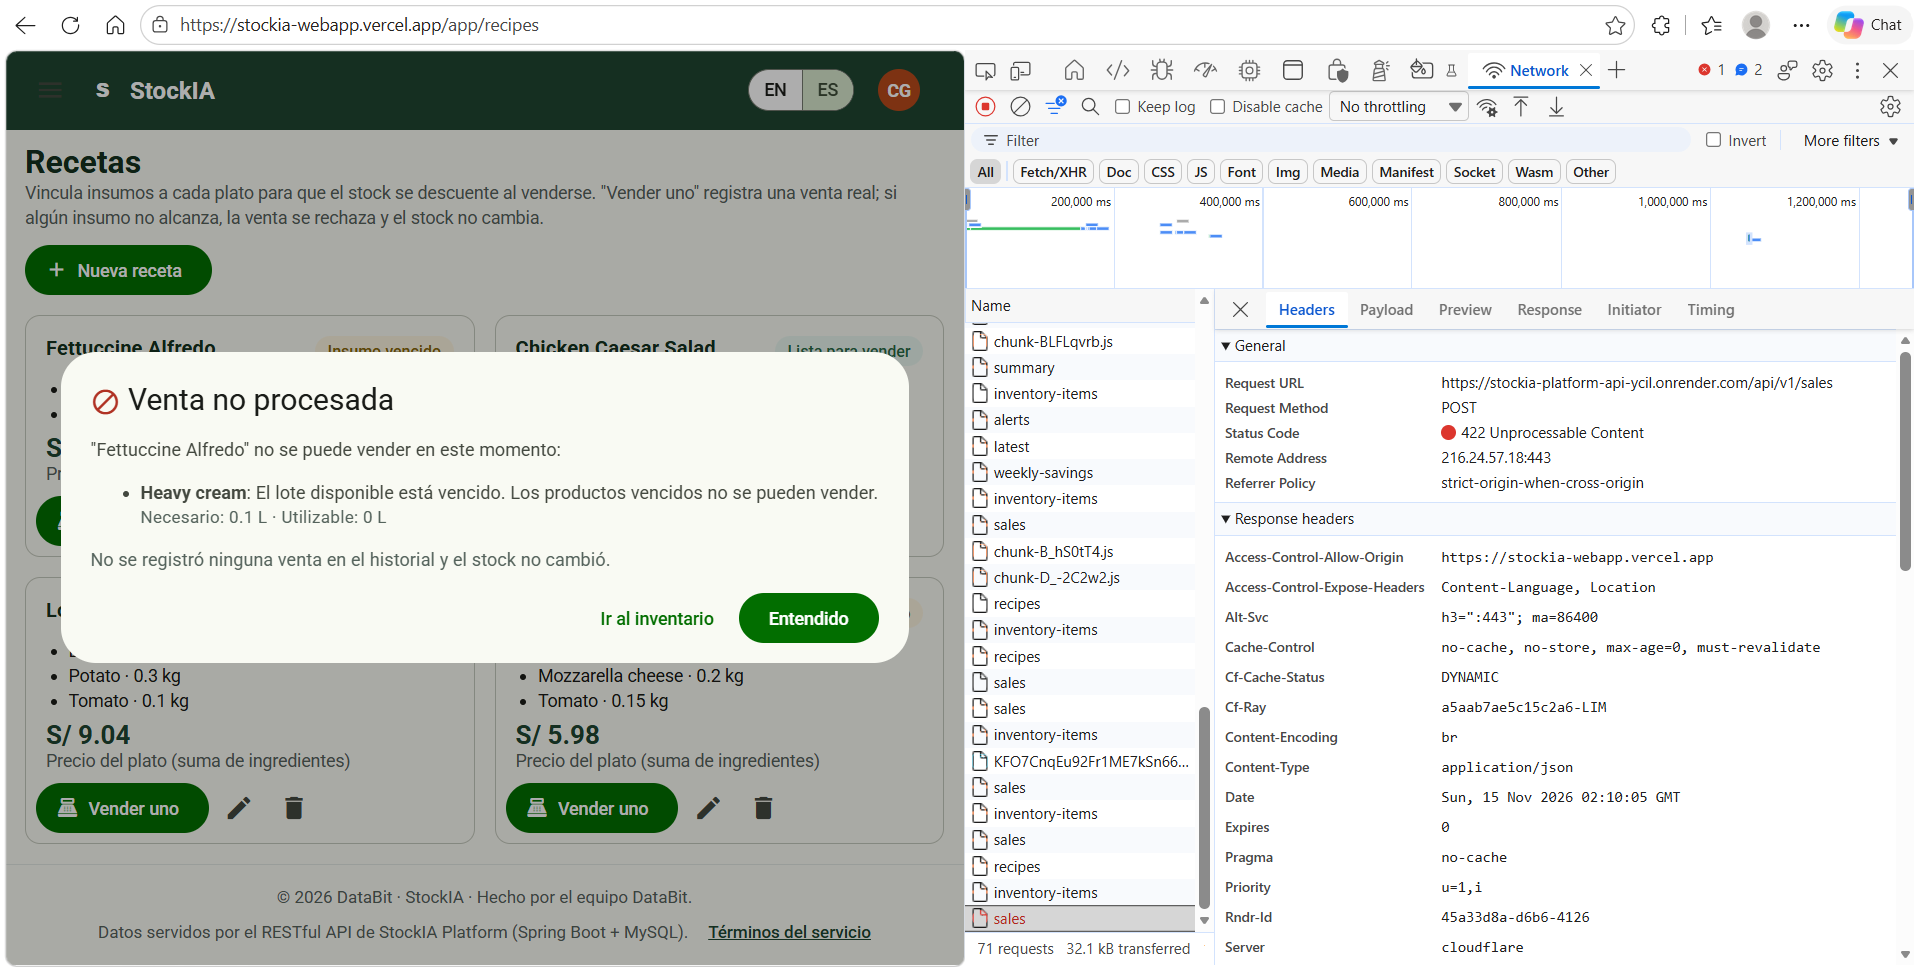 https://stockia-webapp.vercel.app/app/recipes
Chat
S StockIA
EN ES
CG
Recetas
Vincula insumos a cada plato para que el stock se descuente al venderse. "Vender uno" registra una venta real; si
algún insumo no alcanza, la venta se rechaza y el stock no cambia.
+ Nueva receta
Fettuccine Alfredo
Insumo vencido
Chicken Caesar Salad
Lista para vender
Venta no procesada
"Fettuccine Alfredo" no se puede vender en este momento:
• Heavy cream: El lote disponible está vencido. Los productos vencidos no se pueden vender.
Necesario: 0.1 L · Utilizable: 0 L
No se registró ninguna venta en el historial y el stock no cambió.
Ir al inventario
Entendido
• Potato · 0.3 kg
• Tomato · 0.1 kg
S/ 9.04
Precio del plato (suma de ingredientes)
Vender uno
• Mozzarella cheese · 0.2 kg
• Tomato · 0.15 kg
S/ 5.98
Precio del plato (suma de ingredientes)
Vender uno
© 2026 DataBit · StockIA · Hecho por el equipo DataBit.
Datos servidos por el RESTful API de StockIA Platform (Spring Boot + MySQL). Términos del servicio
Network
1 2
Keep log
Disable cache
No throttling
Filter
Invert
More filters
All Fetch/XHR Doc CSS JS Font Img Media Manifest Socket Wasm Other
200,000 ms 400,000 ms 600,000 ms 800,000 ms 1,000,000 ms 1,200,000 ms
Name
chunk-BLFLqvrb.js
summary
inventory-items
alerts
latest
weekly-savings
inventory-items
sales
chunk-B_hS0tT4.js
chunk-D_-2C2w2.js
recipes
inventory-items
recipes
sales
sales
inventory-items
KFO7CnqEu92Fr1ME7kSn66...
sales
inventory-items
sales
recipes
inventory-items
sales
71 requests 32.1 kB transferred
Headers Payload Preview Response Initiator Timing
General
Request URL https://stockia-platform-api-ycil.onrender.com/api/v1/sales
Request Method POST
Status Code 422 Unprocessable Content
Remote Address 216.24.57.18:443
Referrer Policy strict-origin-when-cross-origin
Response headers
Access-Control-Allow-Origin https://stockia-webapp.vercel.app
Access-Control-Expose-Headers Content-Language, Location
Alt-Svc h3=":443"; ma=86400
Cache-Control no-cache, no-store, max-age=0, must-revalidate
Cf-Cache-Status DYNAMIC
Cf-Ray a5aab7ae5c15c2a6-LIM
Content-Encoding br
Content-Type application/json
Date Sun, 15 Nov 2026 02:10:05 GMT
Expires 0
Pragma no-cache
Priority u=1,i
Rndr-Id 45a33d8a-d6b6-4126
Server cloudflare